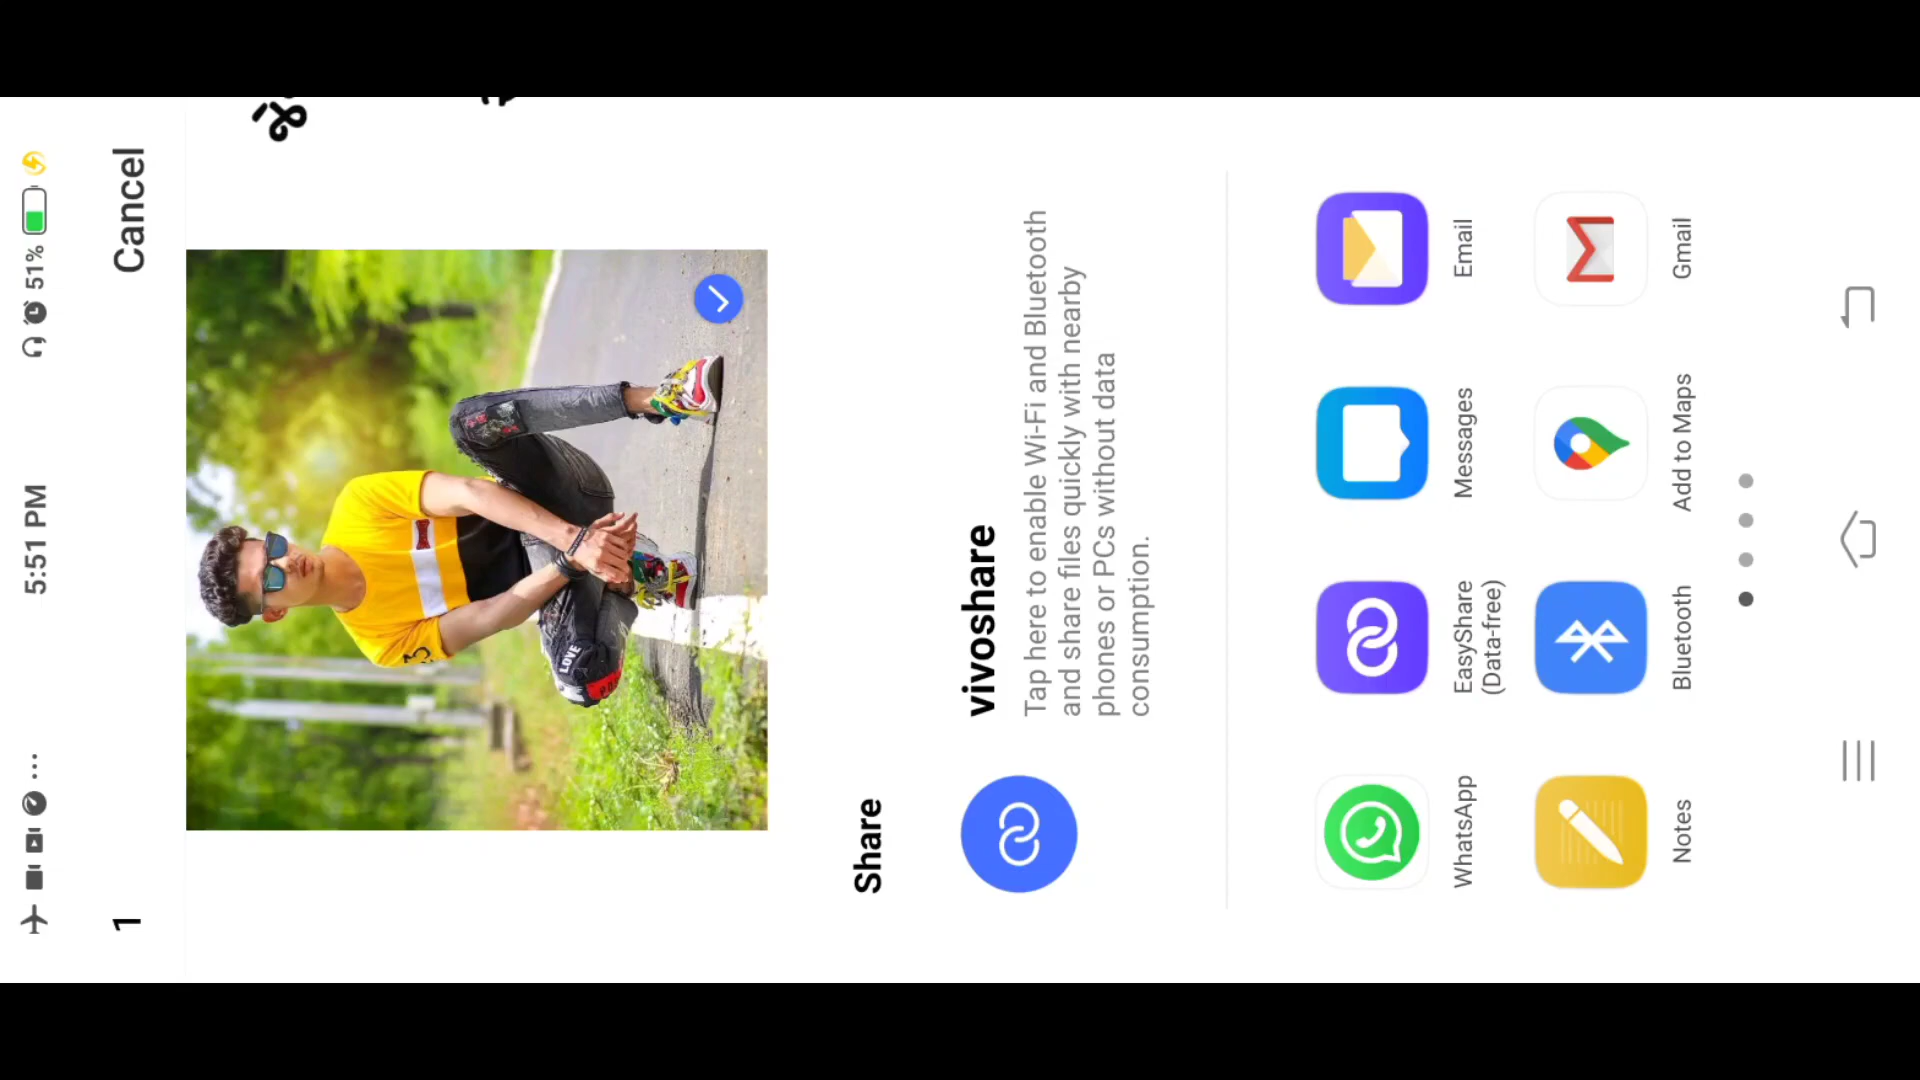 5:51 PM
51%
1
Cancel
LOVE
Share
vivoshare
Tap here to enable Wi-Fi and Bluetooth
and share files quickly with nearby
phones or PCs without data
consumption.
WhatsApp
EasyShare
(Data-free)
Messages
Email
Notes
Bluetooth
Add to Maps
Gmail